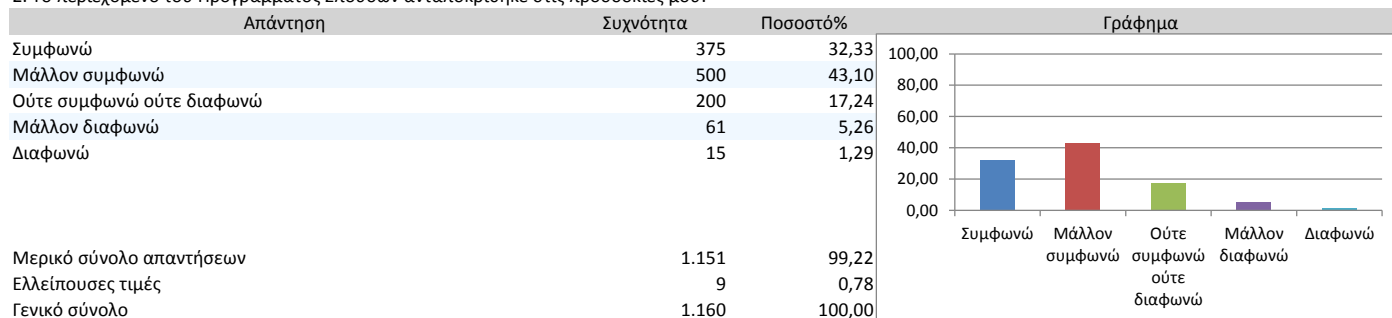 Απάντηση Συχνότητα Ποσοστό% Γράφημα
Συμφωνώ 375 32,33
Μάλλον συμφωνώ 500 43,10
Ούτε συμφωνώ ούτε διαφωνώ 200 17,24
Μάλλον διαφωνώ 61 5,26
Διαφωνώ 15 1,29
Μερικό σύνολο απαντήσεων 1.151 99,22
Ελλείπουσες τιμές 9 0,78
Γενικό σύνολο 1.160 100,00
100,00
80,00
60,00
40,00
20,00
0,00
Συμφωνώ Μάλλον Ούτε Μάλλον Διαφωνώ
συμφωνώ συμφωνώ διαφωνώ
ούτε
διαφωνώ